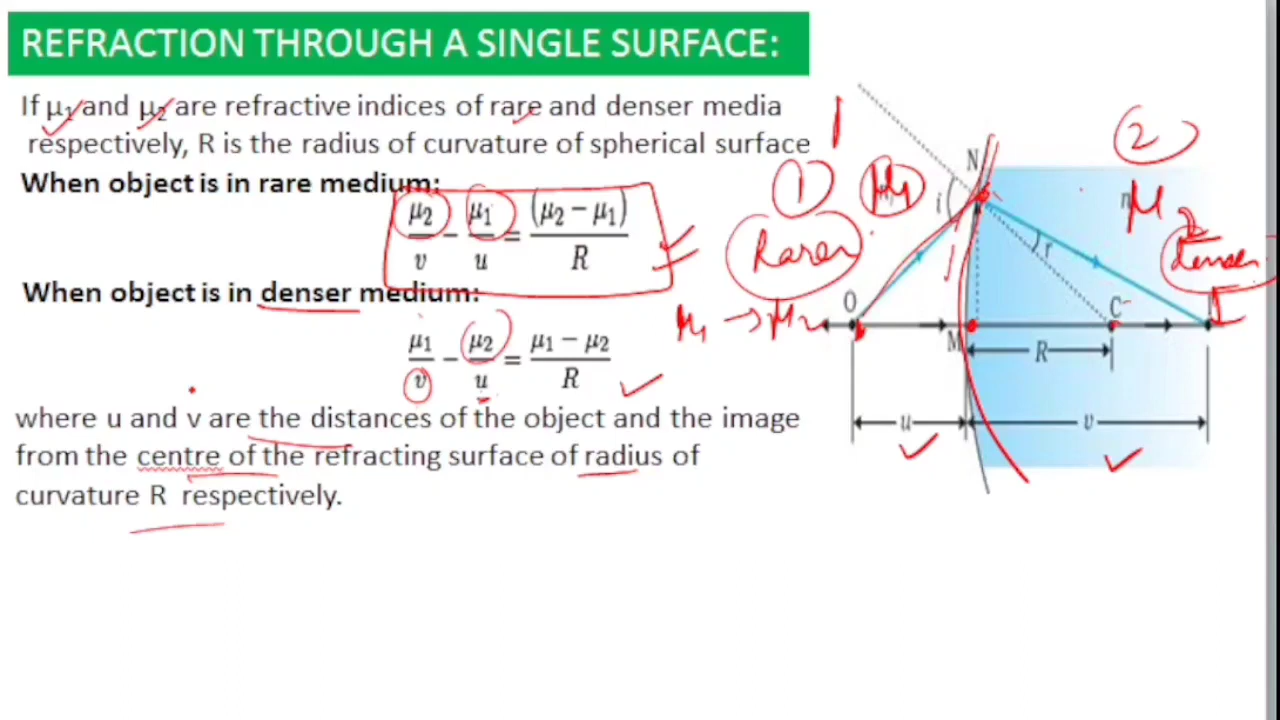 REFRACTION THROUGH A SINGLE SURFACE:
If μ₁ and μ₂ are refractive indices of rare and denser media
respectively, R is the radius of curvature of spherical surface
When object is in rare medium:
μ₂/v − μ₁/u = (μ₂ − μ₁)/R
When object is in denser medium:
μ₁/v − μ₂/u = μ₁ − μ₂/R
where u and v are the distances of the object and the image
from the centre of the refracting surface of radius of
curvature R respectively.
1 μ₁
2
N
i
μ₂
Rarer
denser
r
O
C
I
μ₁ → μ₂
M
R
u
v